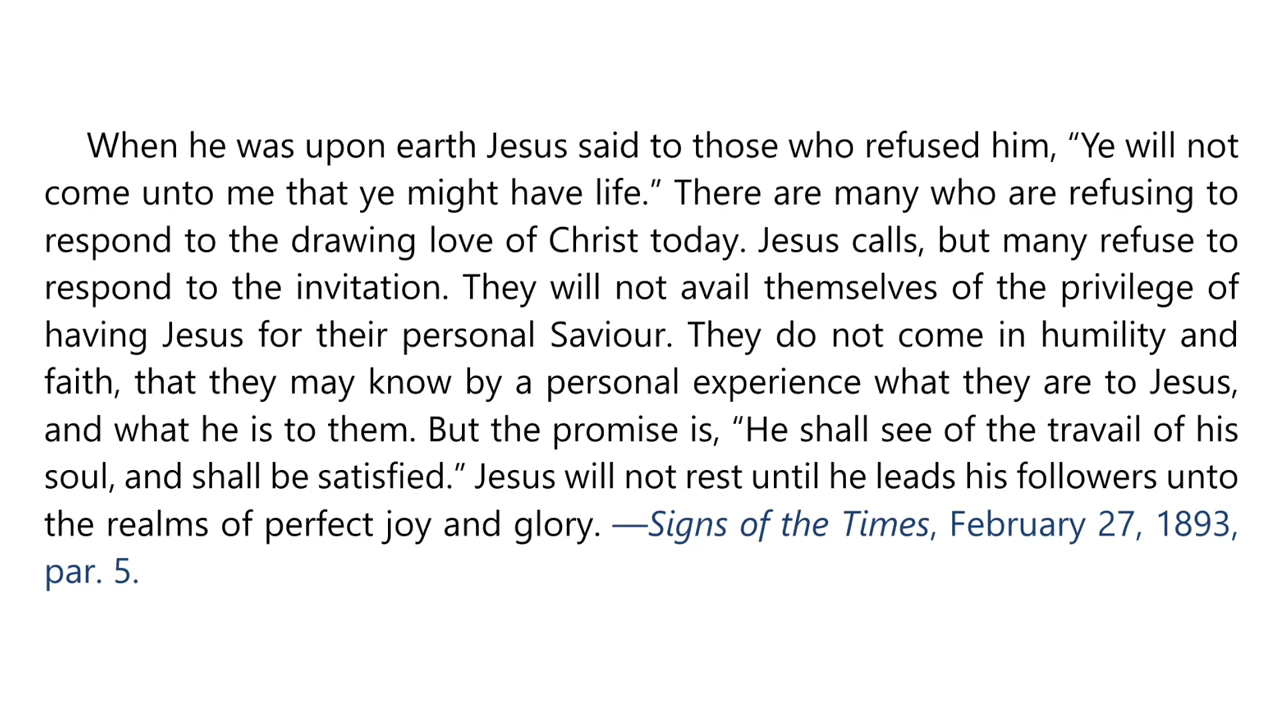 When he was upon earth Jesus said to those who refused him, “Ye will not
come unto me that ye might have life.” There are many who are refusing to
respond to the drawing love of Christ today. Jesus calls, but many refuse to
respond to the invitation. They will not avail themselves of the privilege of
having Jesus for their personal Saviour. They do not come in humility and
faith, that they may know by a personal experience what they are to Jesus,
and what he is to them. But the promise is, “He shall see of the travail of his
soul, and shall be satisfied.” Jesus will not rest until he leads his followers unto
the realms of perfect joy and glory. —Signs of the Times, February 27, 1893,
par. 5.